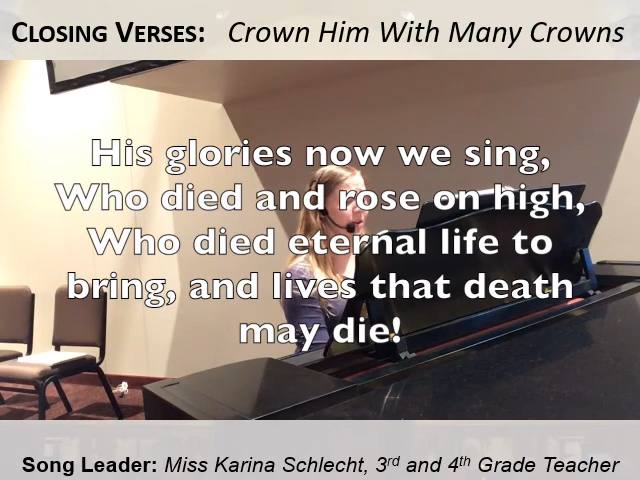 CLOSING VERSES: Crown Him With Many Crowns
His glories now we sing,
Who died and rose on high,
Who died eternal life to
bring, and lives that death
may die!
Song Leader: Miss Karina Schlecht, 3rd and 4th Grade Teacher